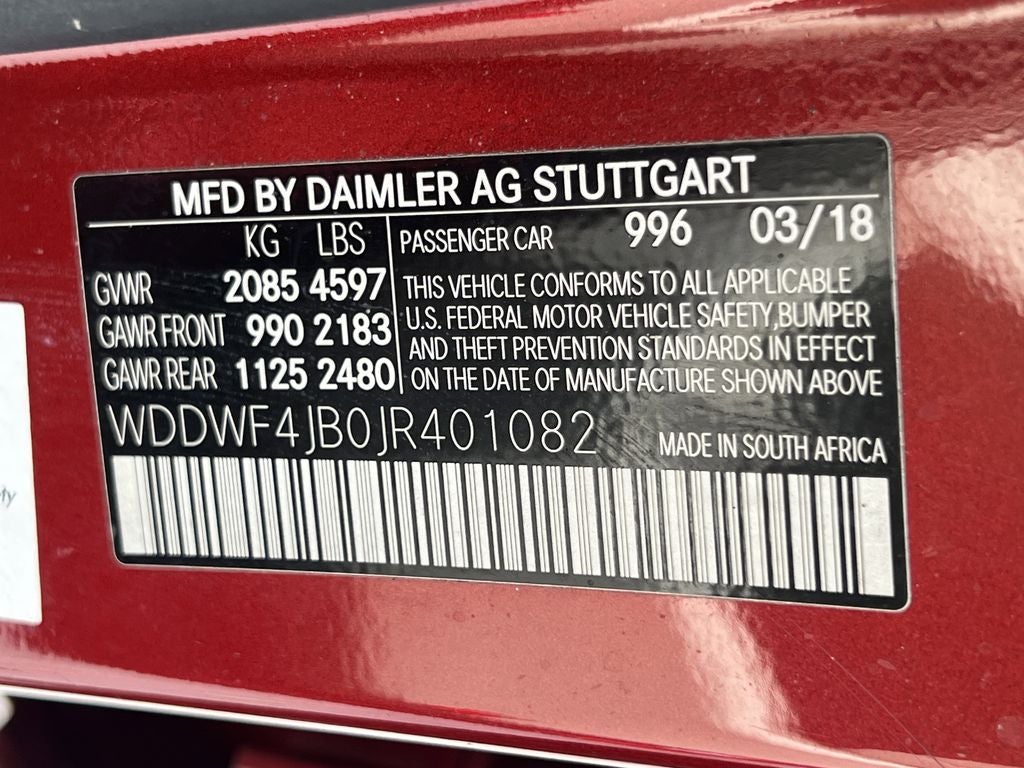 MFD BY DAIMLER AG STUTTGART
KG LBS
GVWR 2085 4597
GAWR FRONT 990 2183
GAWR REAR 1125 2480
PASSENGER CAR 996 03/18
THIS VEHICLE CONFORMS TO ALL APPLICABLE
U.S. FEDERAL MOTOR VEHICLE SAFETY,BUMPER
AND THEFT PREVENTION STANDARDS IN EFFECT
ON THE DATE OF MANUFACTURE SHOWN ABOVE
WDDWF4JB0JR401082
MADE IN SOUTH AFRICA